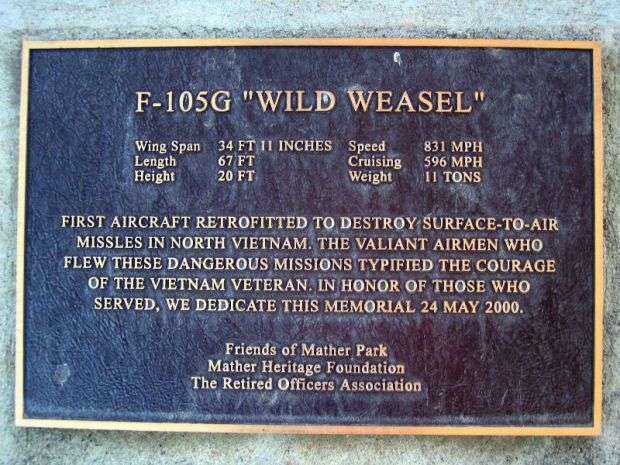 F-105G "WILD WEASEL"
Wing Span 34 FT 11 INCHES Speed 831 MPH
Length 67 FT Cruising 596 MPH
Height 20 FT Weight 11 TONS
FIRST AIRCRAFT RETROFITTED TO DESTROY SURFACE-TO-AIR
MISSLES IN NORTH VIETNAM. THE VALIANT AIRMEN WHO
FLEW THESE DANGEROUS MISSIONS TYPIFIED THE COURAGE
OF THE VIETNAM VETERAN. IN HONOR OF THOSE WHO
SERVED, WE DEDICATE THIS MEMORIAL 24 MAY 2000.
Friends of Mather Park
Mather Heritage Foundation
The Retired Officers Association